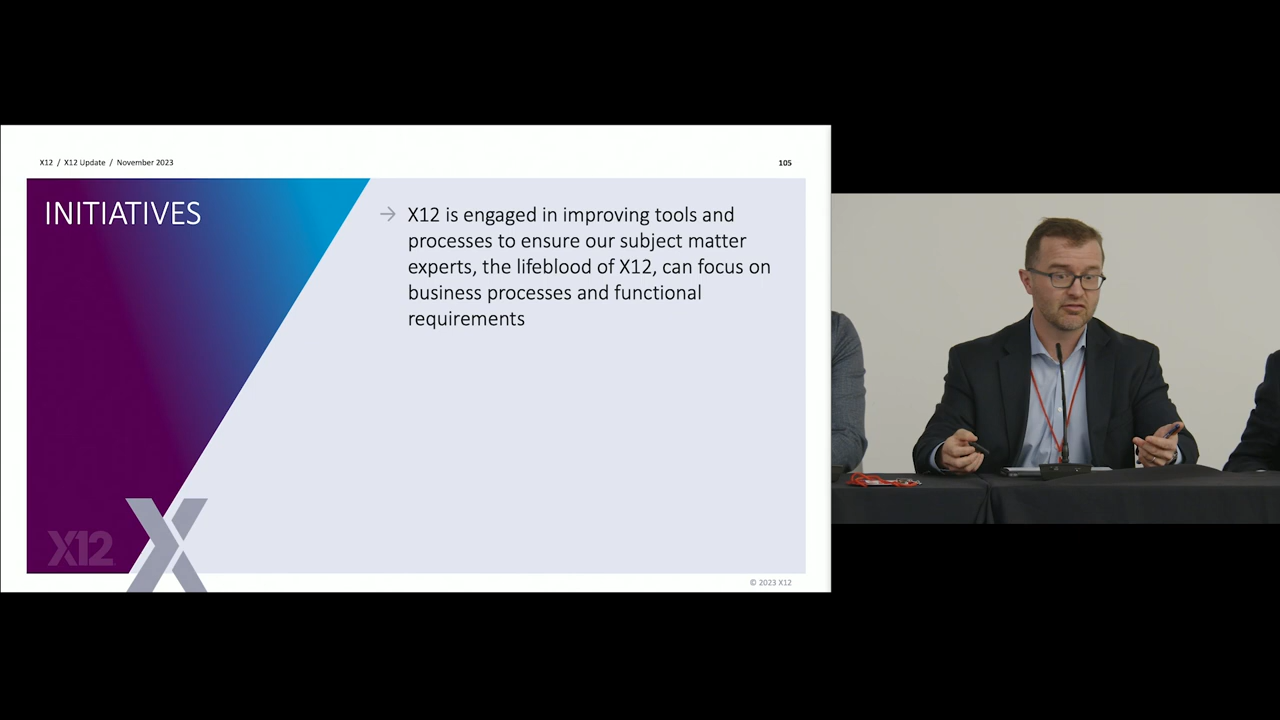 X12 / X12 Update / November 2023
105
INITIATIVES
X12 is engaged in improving tools and
processes to ensure our subject matter
experts, the lifeblood of X12, can focus on
business processes and functional
requirements
X12
X
© 2023 X12